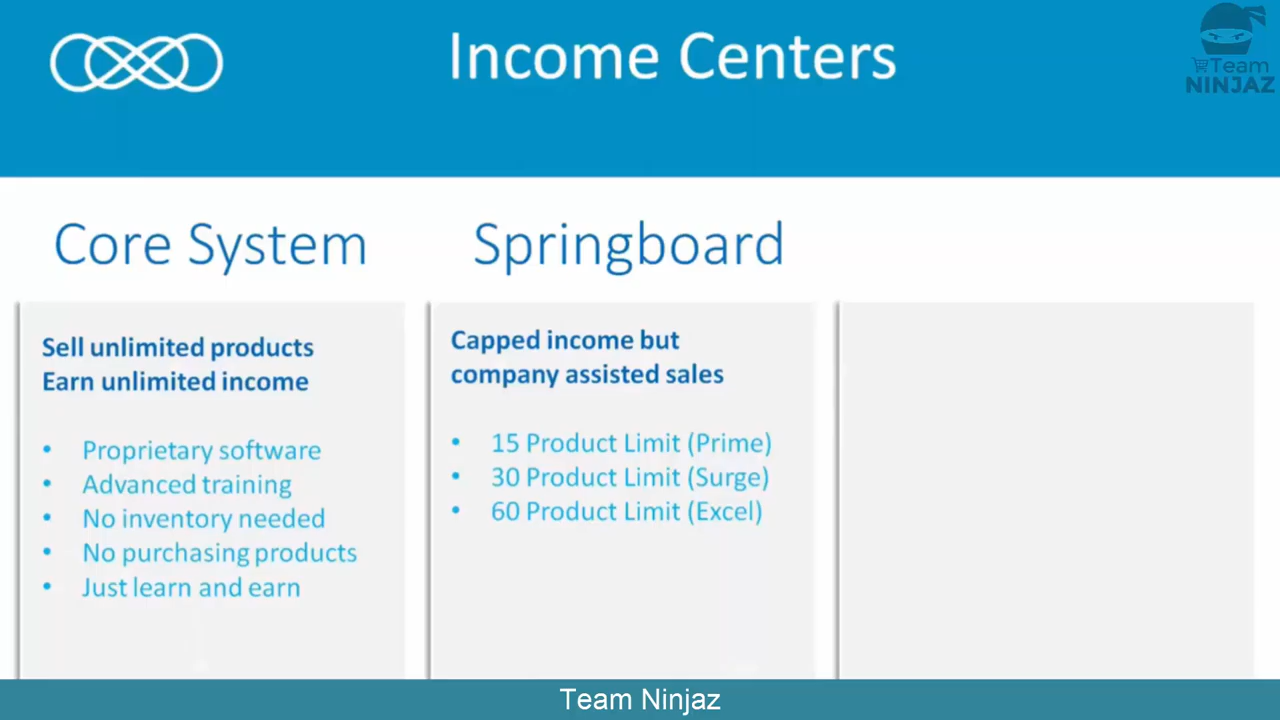 Income Centers
Team
NINJAZ
Core System
Springboard
Sell unlimited products
Earn unlimited income
• Proprietary software
• Advanced training
• No inventory needed
• No purchasing products
• Just learn and earn
Capped income but
company assisted sales
• 15 Product Limit (Prime)
• 30 Product Limit (Surge)
• 60 Product Limit (Excel)
Team Ninjaz